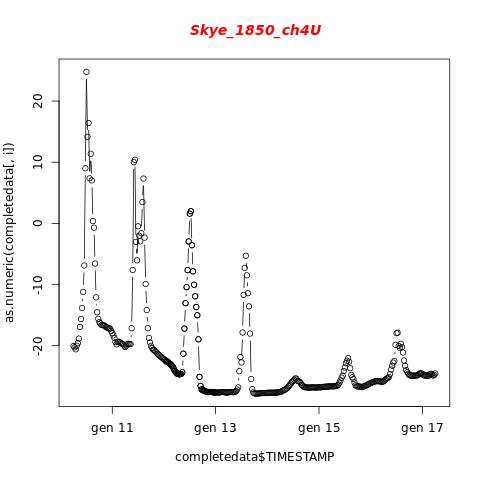 Skye_1850_ch4U
as.numeric(completedata[, i])
20
10
0
-10
-20
gen 11
gen 13
gen 15
gen 17
completedata$TIMESTAMP